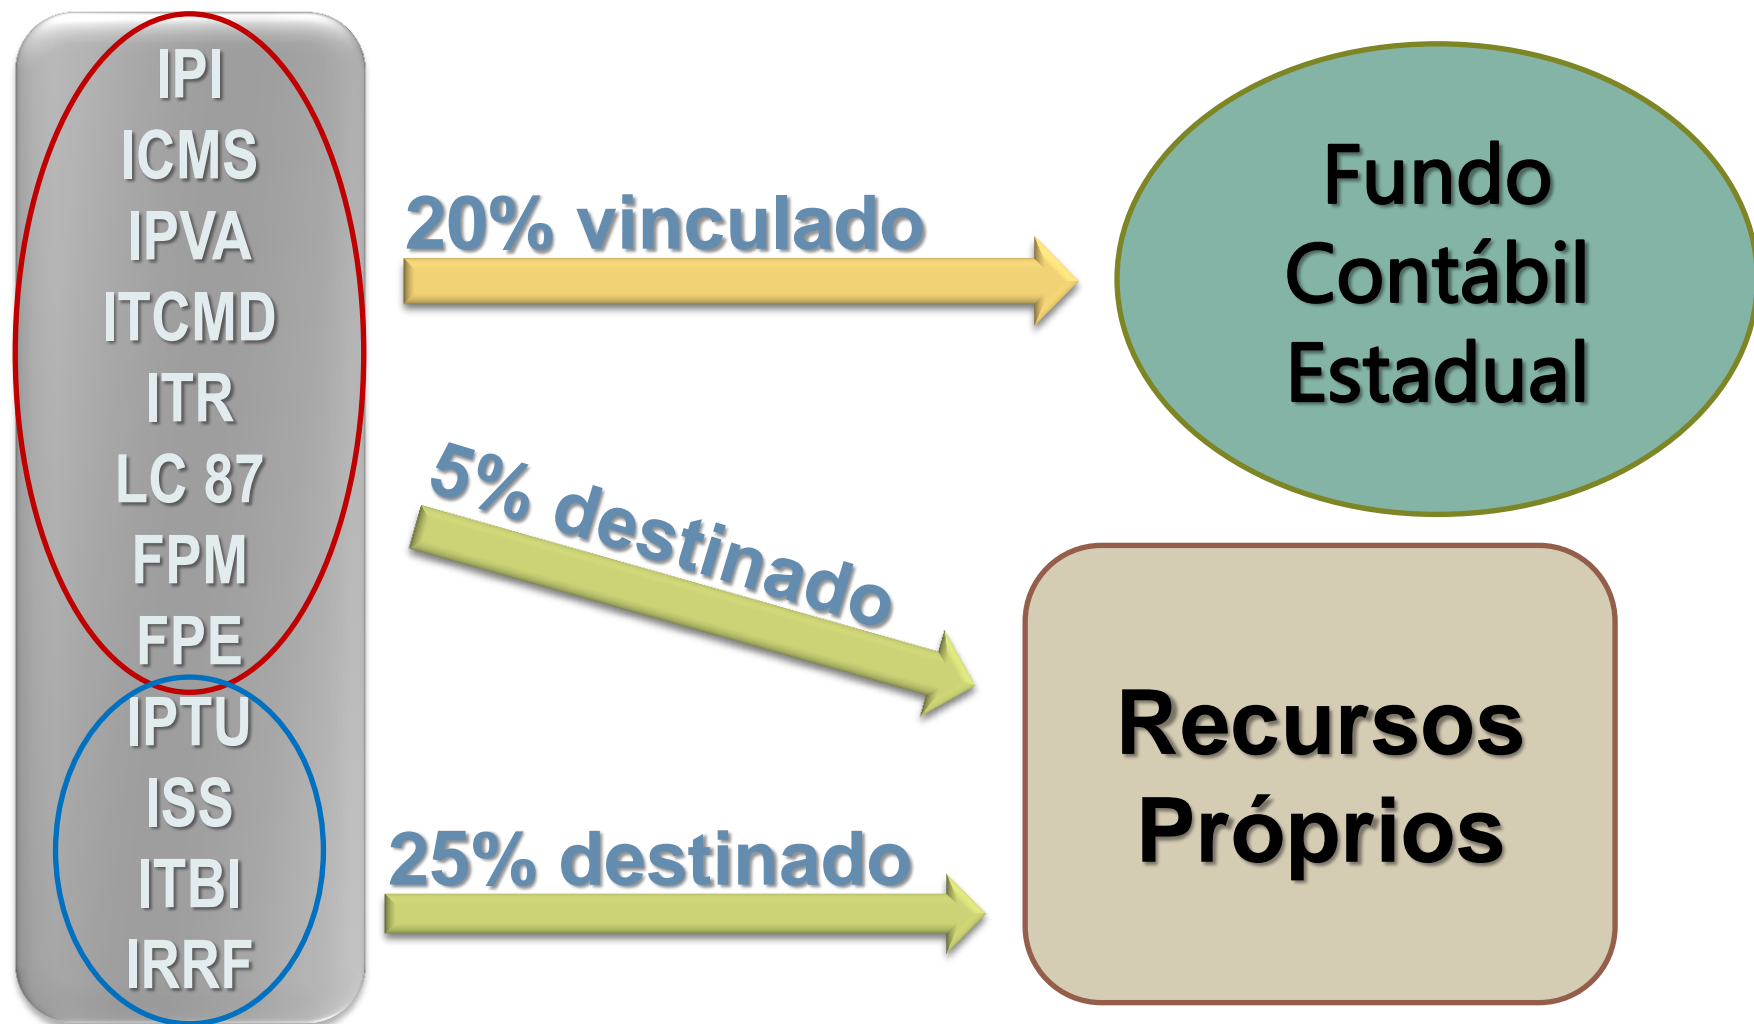 IPI
ICMS
IPVA
ITCMD
ITR
LC 87
FPM
FPE
IPTU
ISS
ITBI
IRRF
20% vinculado
5% destinado
25% destinado
Fundo
Contábil
Estadual
Recursos
Próprios